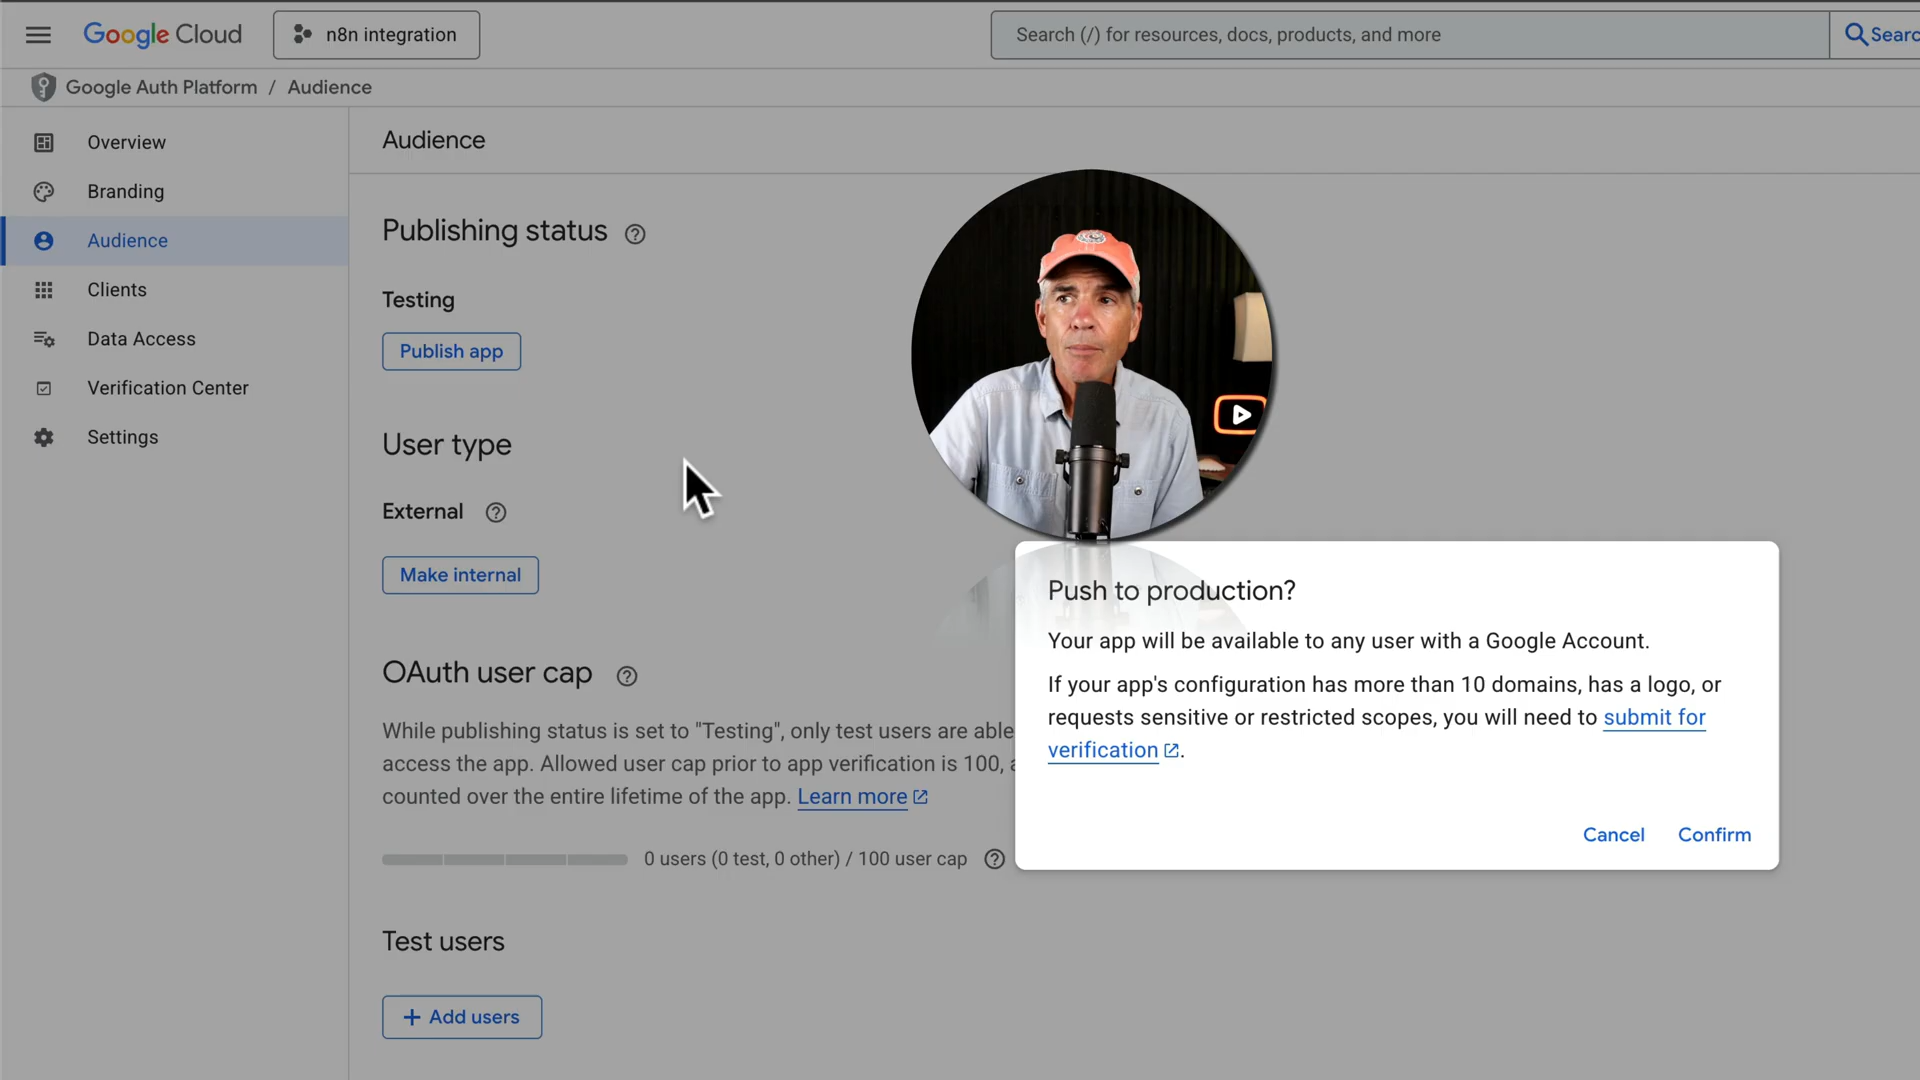 Google Cloud
n8n integration
Search (/) for resources, docs, products, and more
Google Auth Platform / Audience
Overview
Branding
Audience
Clients
Data Access
Verification Center
Settings
Audience
Publishing status
Testing
Publish app
User type
External
Make internal
OAuth user cap
While publishing status is set to "Testing", only test users are able
access the app. Allowed user cap prior to app verification is 100,
counted over the entire lifetime of the app. Learn more
0 users (0 test, 0 other) / 100 user cap
Test users
+ Add users
Push to production?
Your app will be available to any user with a Google Account.
If your app's configuration has more than 10 domains, has a logo, or
requests sensitive or restricted scopes, you will need to submit for
verification.
Cancel
Confirm